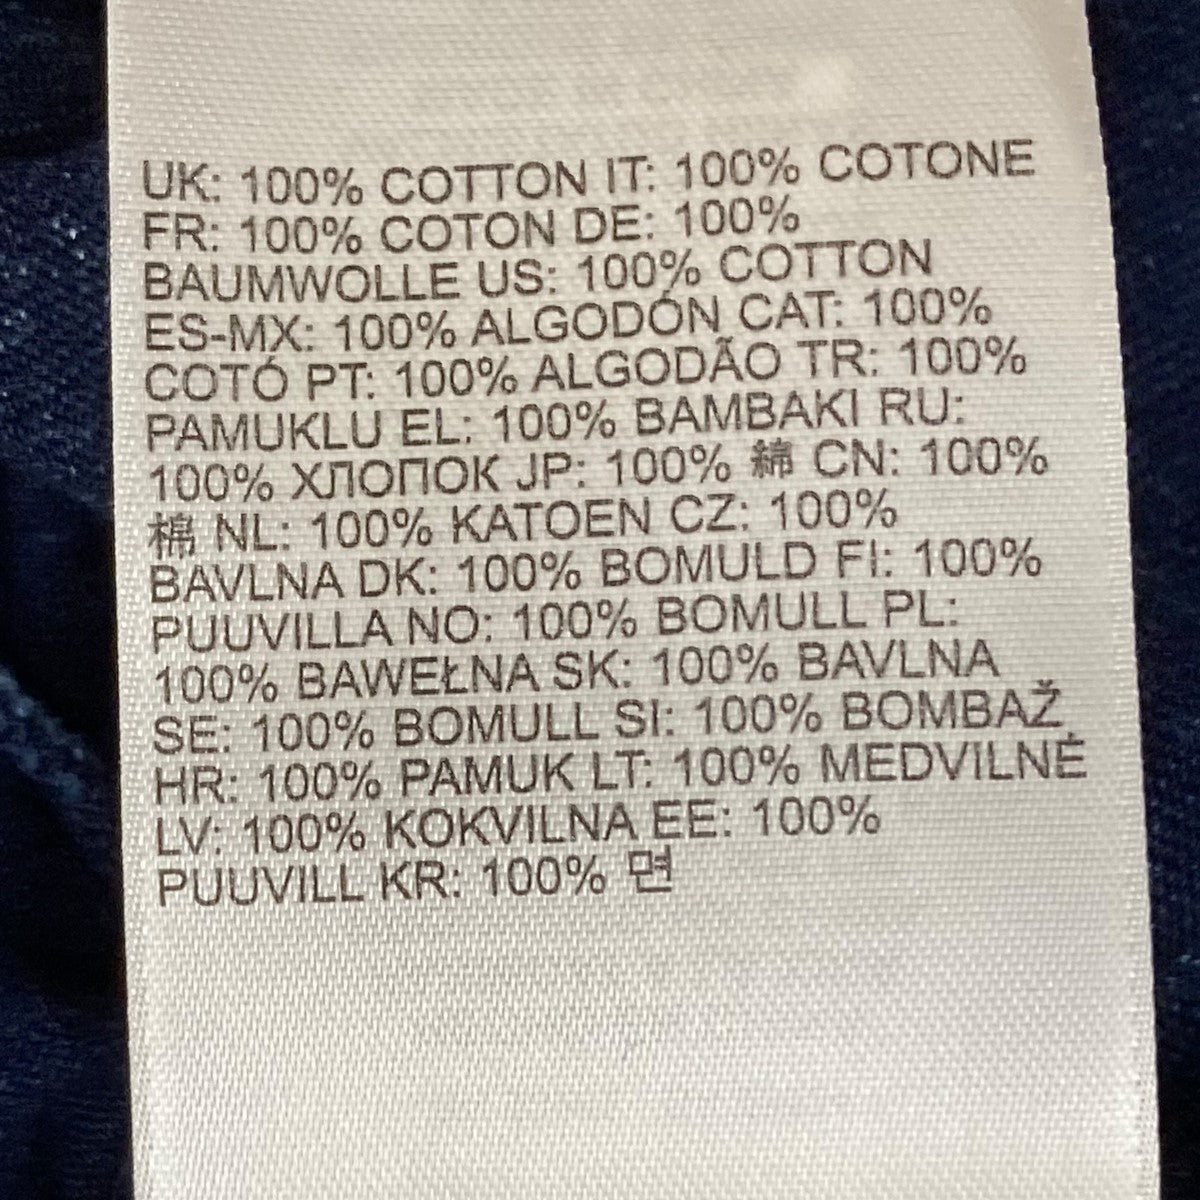 UK: 100% COTTON IT: 100% COTONE
FR: 100% COTON DE: 100%
BAUMWOLLE US: 100% COTTON
ES-MX: 100% ALGODÓN CAT: 100%
COTÓ PT: 100% ALGODÃO TR: 100%
PAMUKLU EL: 100% BAMBAKI RU:
100% ХЛОПОК JP: 100% 綿 CN: 100%
棉 NL: 100% KATOEN CZ: 100%
BAVLNA DK: 100% BOMULD FI: 100%
PUUVILLA NO: 100% BOMULL PL:
100% BAWEŁNA SK: 100% BAVLNA
SE: 100% BOMULL SI: 100% BOMBAŽ
HR: 100% PAMUK LT: 100% MEDVILNĖ
LV: 100% KOKVILNA EE: 100%
PUUVILL KR: 100% 면